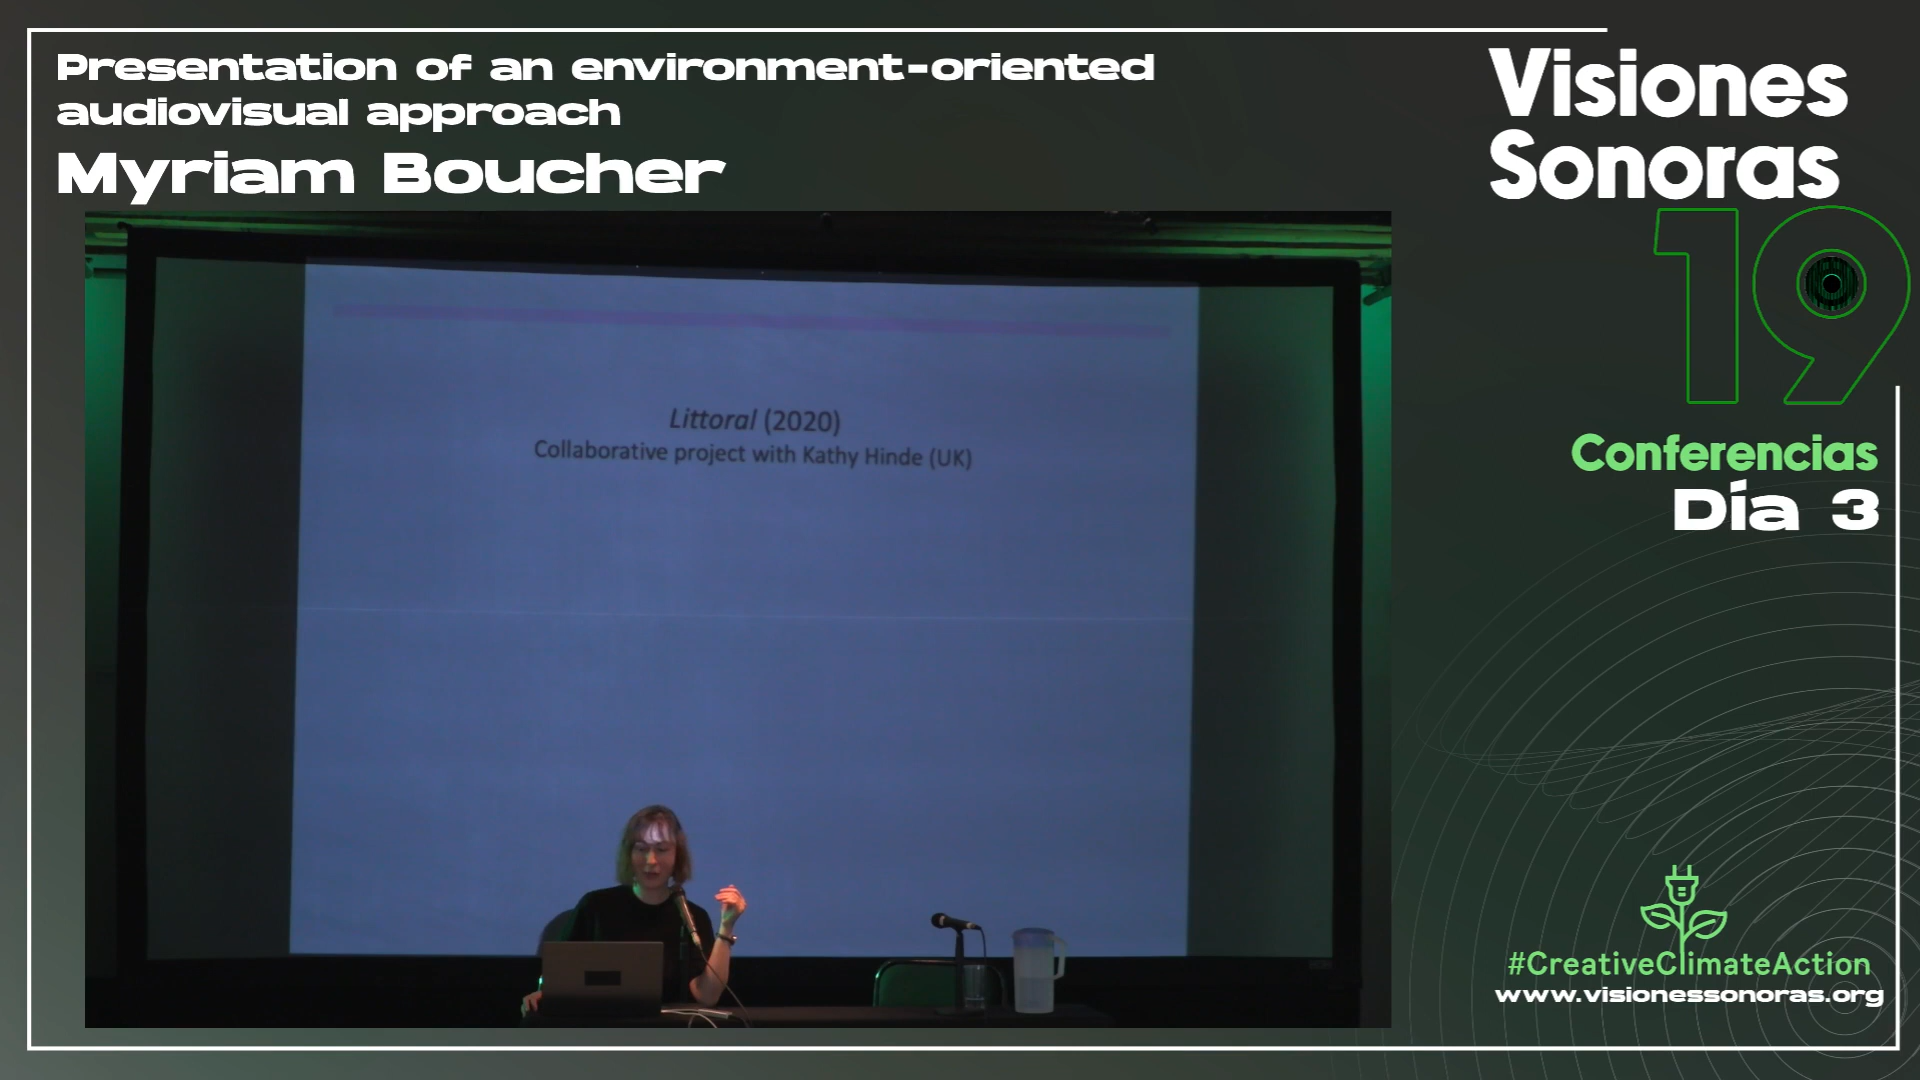 Presentation of an environment-oriented
audiovisual approach
Myriam Boucher
Visiones
Sonoras
19
Conferencias
Día 3
Littoral (2020)
Collaborative project with Kathy Hinde (UK)
#CreativeClimateAction
www.visionessonoras.org